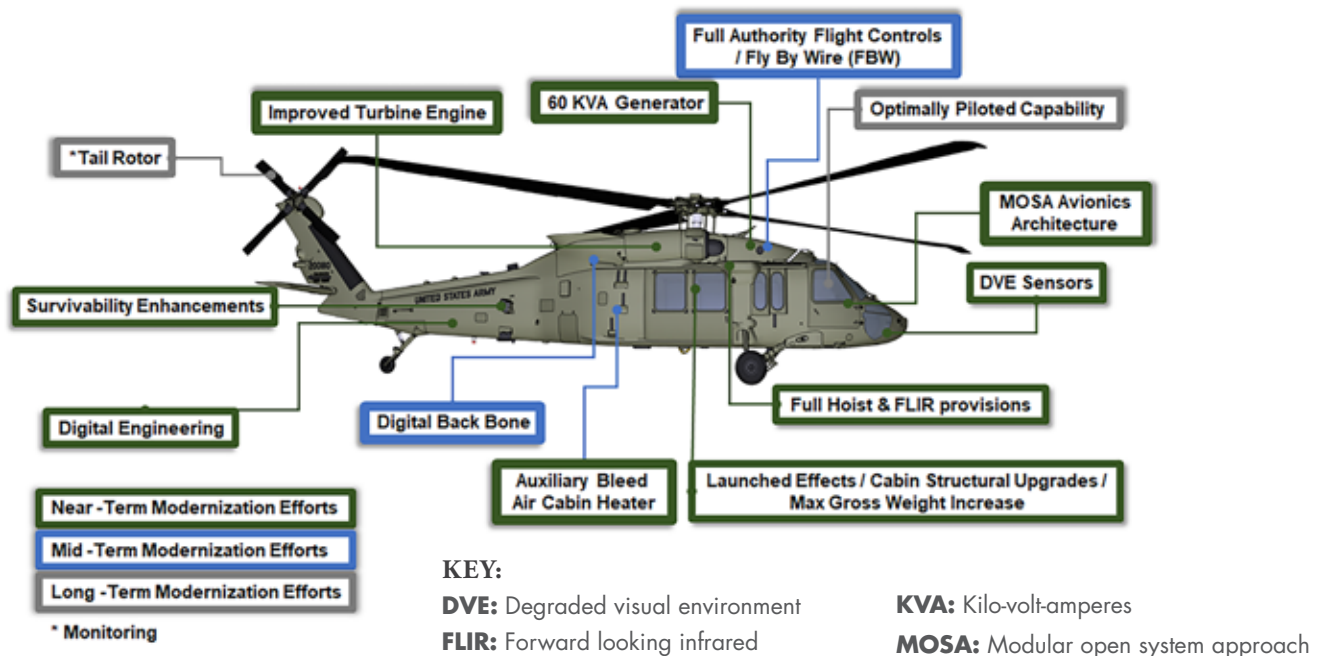 Full Authority Flight Controls
/ Fly By Wire (FBW)
Improved Turbine Engine
60 KVA Generator
Optimally Piloted Capability
*Tail Rotor
MOSA Avionics
Architecture
DVE Sensors
Survivability Enhancements
UNITED STATES ARMY
Digital Engineering
Digital Back Bone
Full Hoist & FLIR provisions
Auxiliary Bleed
Air Cabin Heater
Launched Effects / Cabin Structural Upgrades /
Max Gross Weight Increase
Near -Term Modernization Efforts
Mid -Term Modernization Efforts
Long -Term Modernization Efforts
* Monitoring
KEY:
DVE: Degraded visual environment
FLIR: Forward looking infrared
KVA: Kilo-volt-amperes
MOSA: Modular open system approach